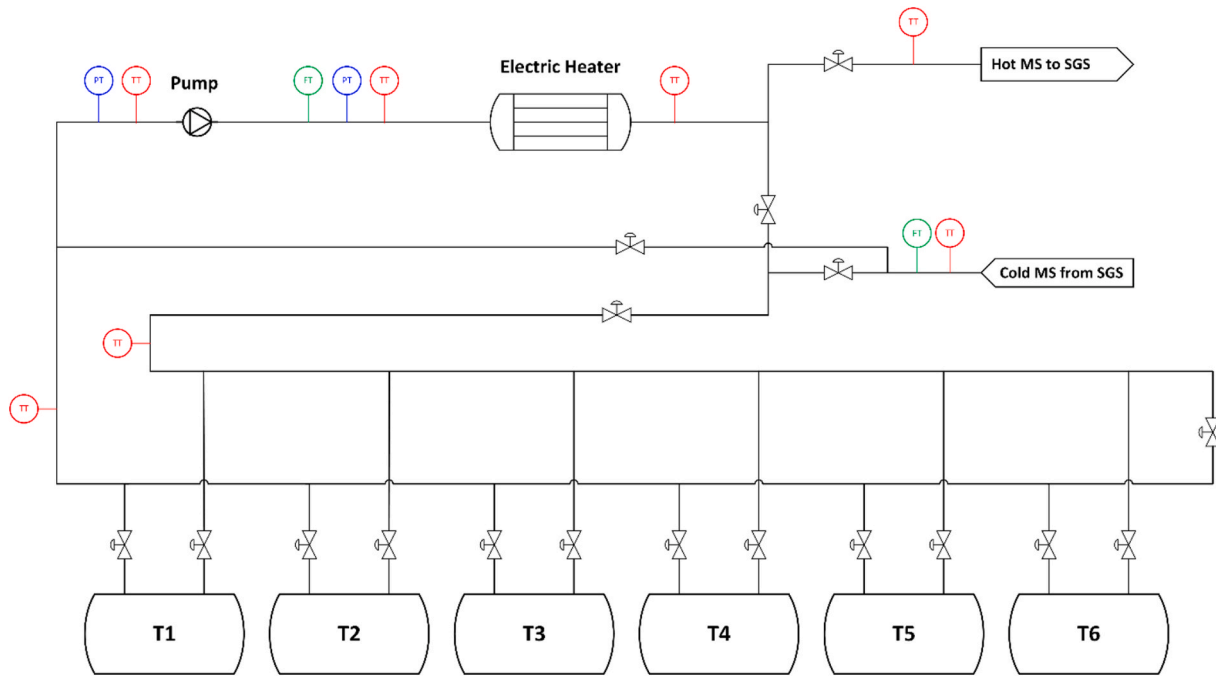 TT
Hot MS to SGS
Electric Heater
Pump
PT
TT
FT
PT
TT
TT
FT
TT
Cold MS from SGS
TT
TT
T1
T2
T3
T4
T5
T6